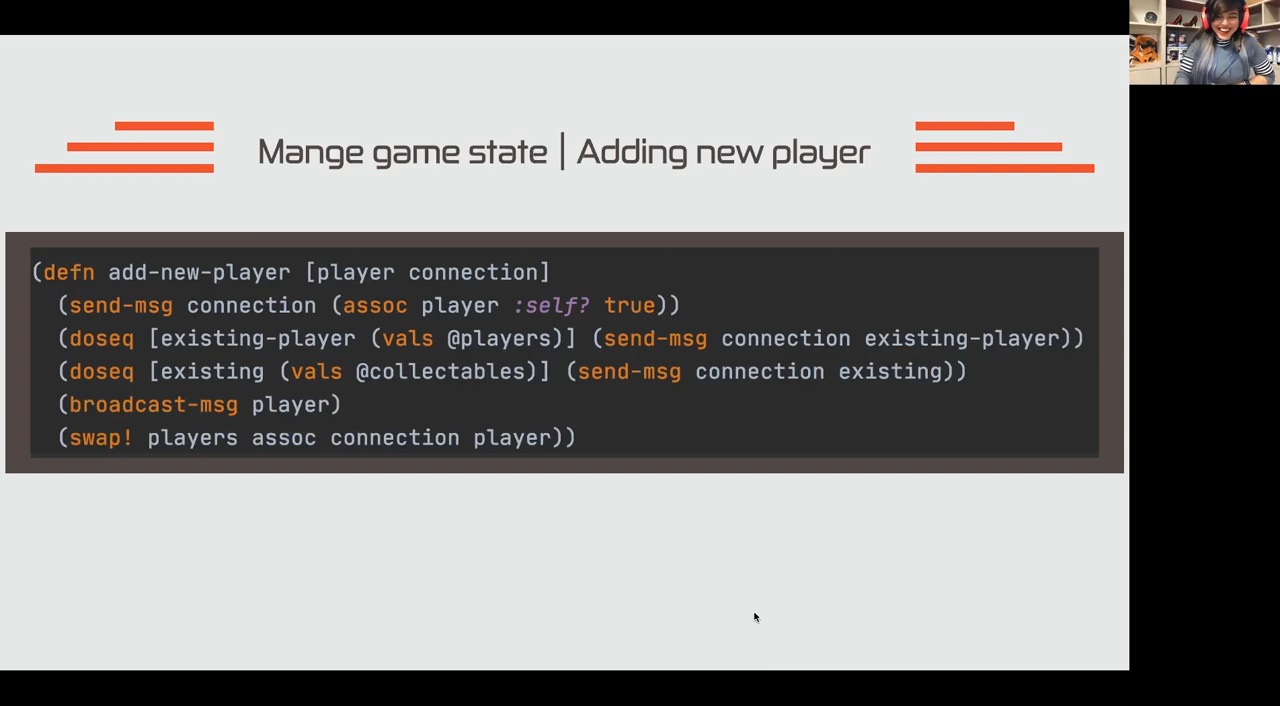 Mange game state | Adding new player
(defn add-new-player [player connection]
  (send-msg connection (assoc player :self? true))
  (doseq [existing-player (vals @players)] (send-msg connection existing-player))
  (doseq [existing (vals @collectables)] (send-msg connection existing))
  (broadcast-msg player)
  (swap! players assoc connection player))